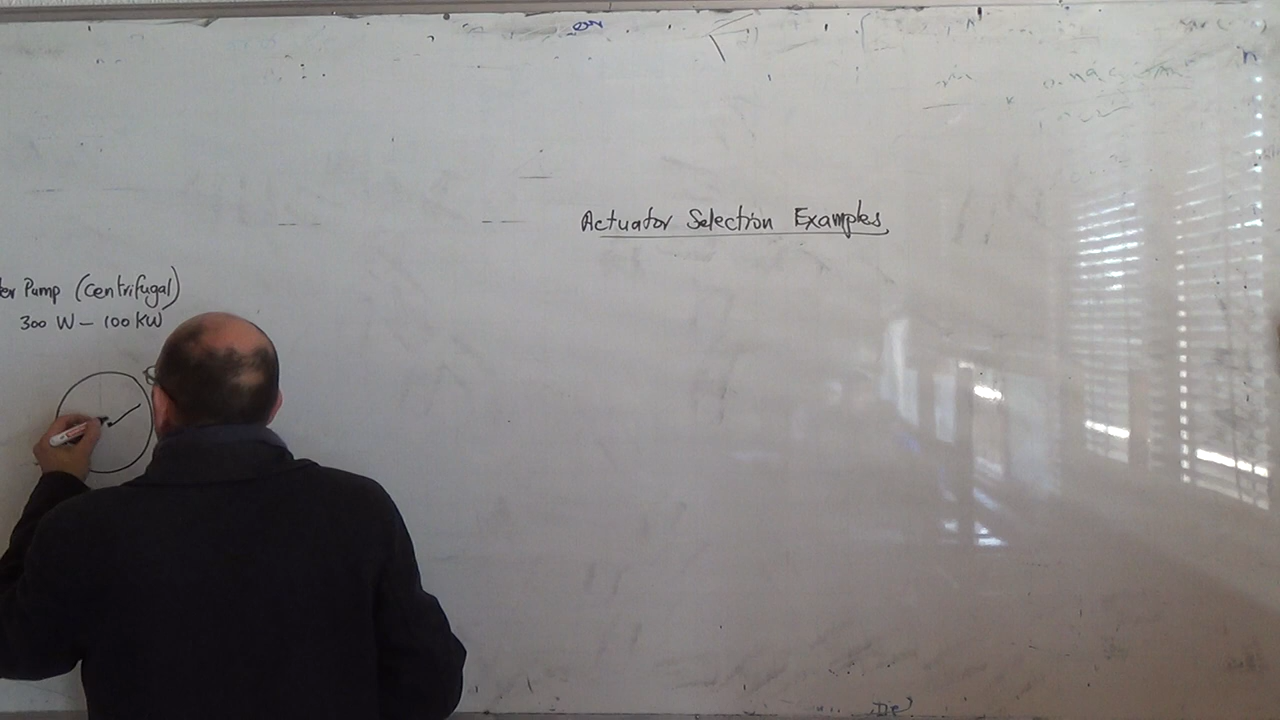 Actuator Selection Examples
er Pump (Centrifugal)
300 W – 100 KW